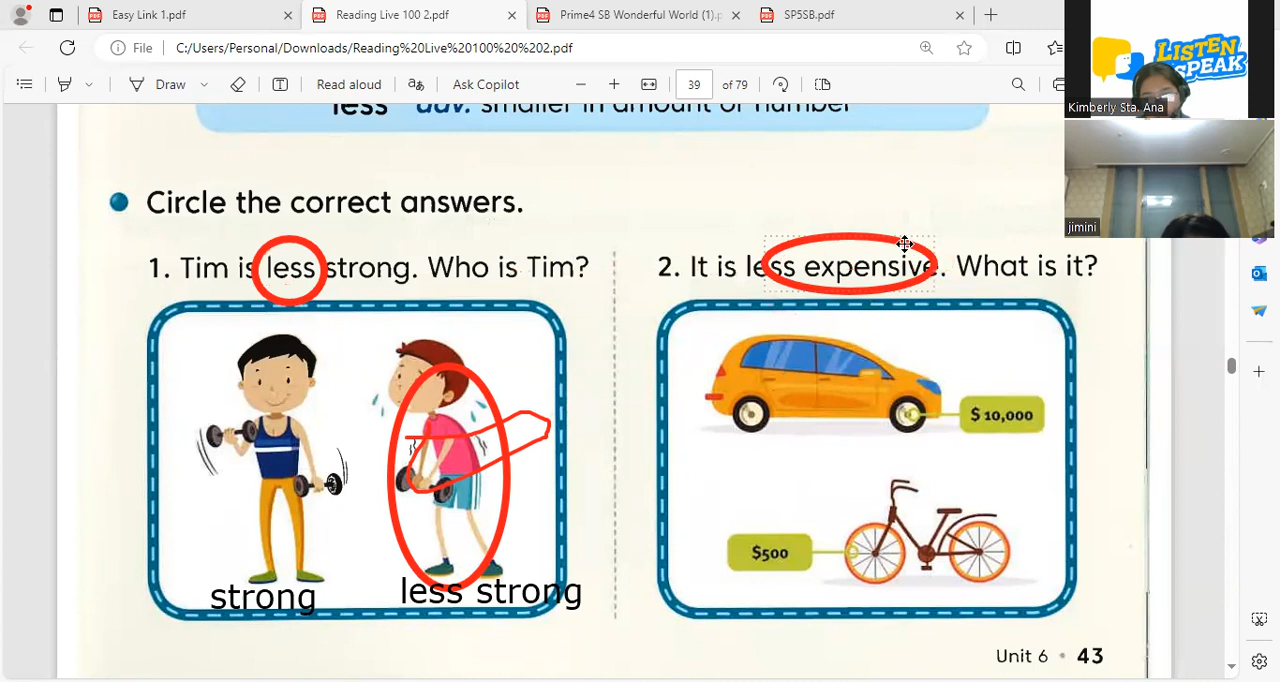 Easy Link 1.pdf
Reading Live 100 2.pdf
Prime4 SB Wonderful World (1).p
SP5SB.pdf
File
C:/Users/Personal/Downloads/Reading%20Live%20100%20%202.pdf
Draw
Read aloud
aあ
Ask Copilot
39
of 79
LISTEN
SPEAK
Kimberly Sta. Ana
jimini
less adv. smaller in amount or number
Circle the correct answers.
1. Tim is less strong. Who is Tim?
strong
less strong
2. It is less expensive. What is it?
$ 10,000
$500
Unit 6 • 43